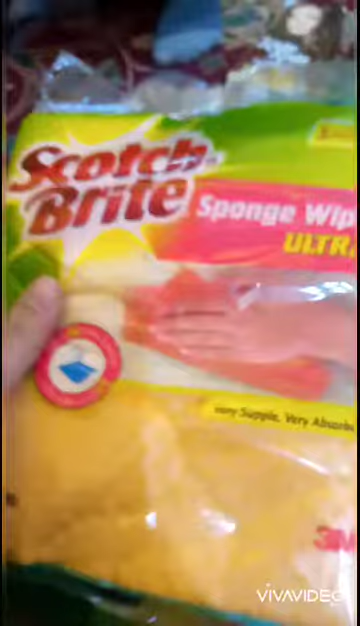 Scotch
Brite
Sponge Wip
ULTR
very Supple, Very Absorb
3M
VIVAVIDEO